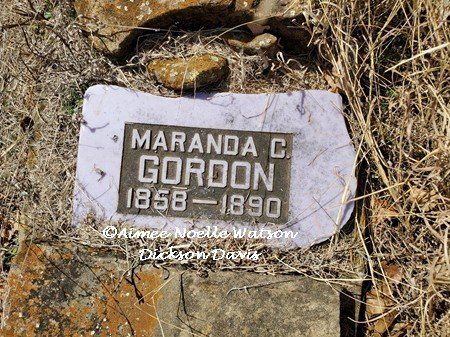 MARANDA C.
GORDON
1858 — 1890
©Aimee Noelle Watson
Dickson Davis